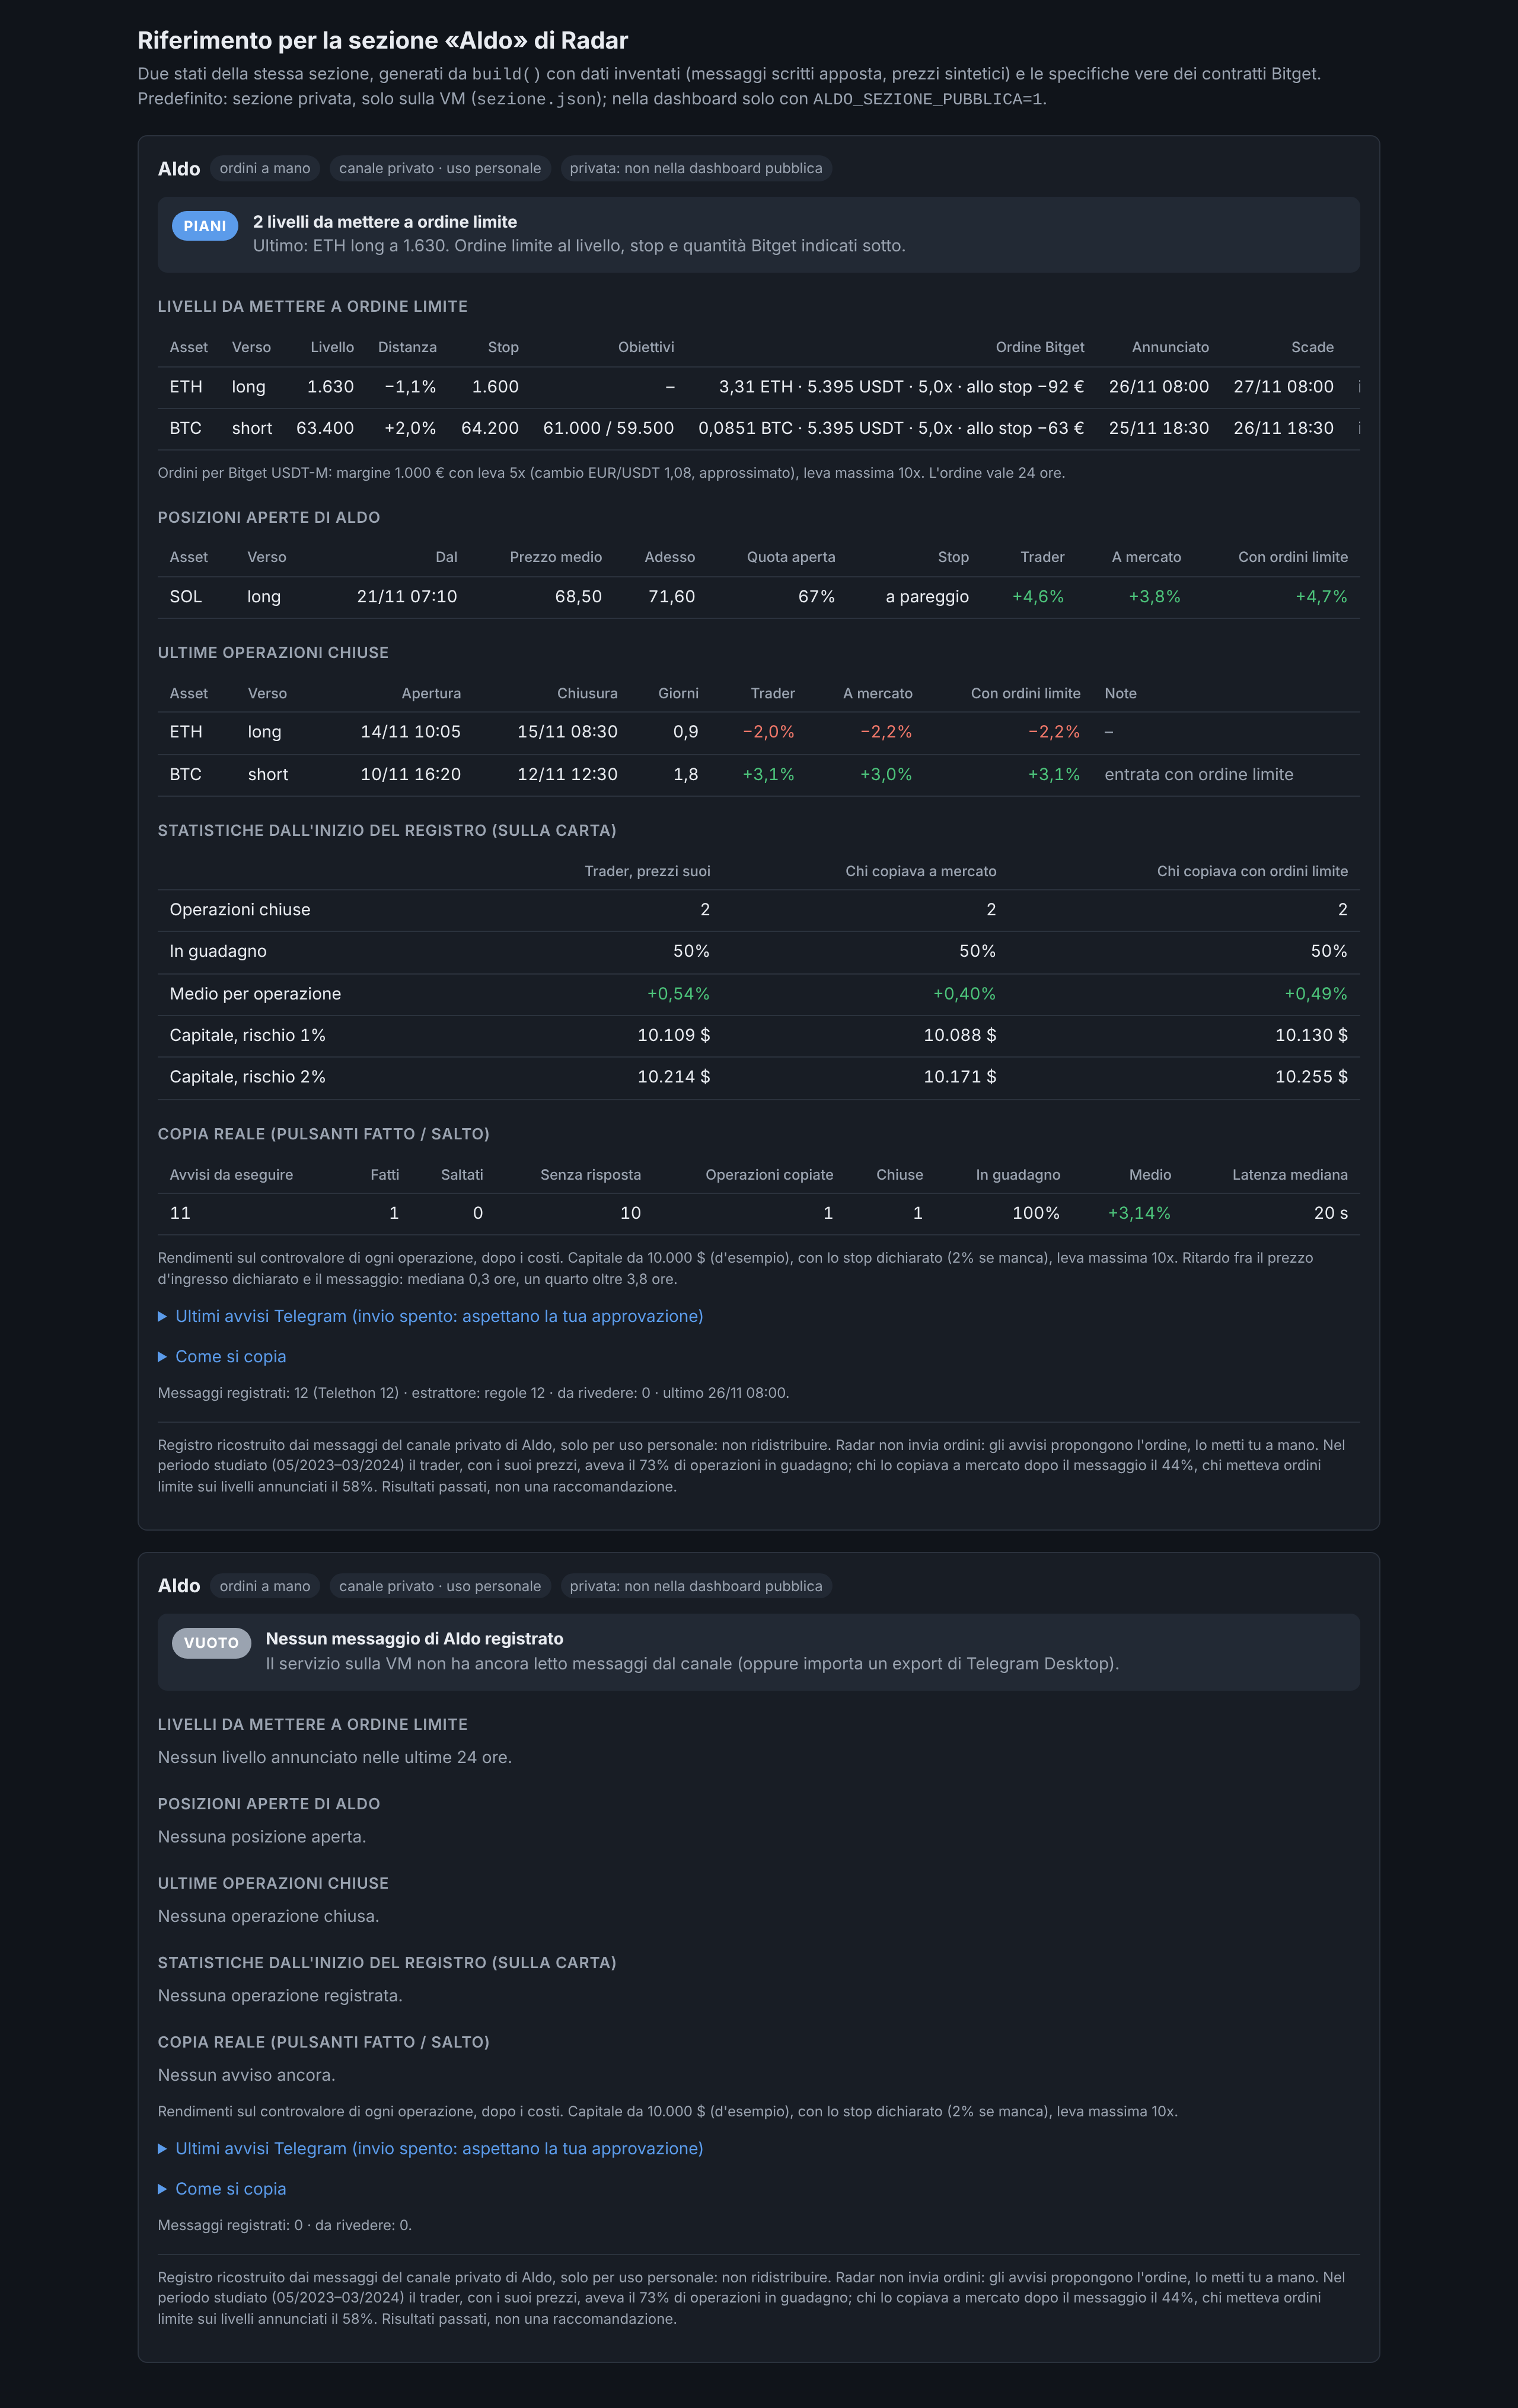 Riferimento per la sezione «Aldo» di Radar
Due stati della stessa sezione, generati da build() con dati inventati (messaggi scritti apposta, prezzi sintetici) e le specifiche vere dei contratti Bitget.
Predefinito: sezione privata, solo sulla VM (sezione.json); nella dashboard solo con ALDO_SEZIONE_PUBBLICA=1.
Aldo ordini a mano canale privato · uso personale privata: non nella dashboard pubblica
PIANI 2 livelli da mettere a ordine limite
Ultimo: ETH long a 1.630. Ordine limite al livello, stop e quantità Bitget indicati sotto.
LIVELLI DA METTERE A ORDINE LIMITE
Asset Verso Livello Distanza Stop Obiettivi Ordine Bitget Annunciato Scade
ETH long 1.630 −1,1% 1.600 – 3,31 ETH · 5.395 USDT · 5,0x · allo stop −92 € 26/11 08:00 27/11 08:00
BTC short 63.400 +2,0% 64.200 61.000 / 59.500 0,0851 BTC · 5.395 USDT · 5,0x · allo stop −63 € 25/11 18:30 26/11 18:30
Ordini per Bitget USDT-M: margine 1.000 € con leva 5x (cambio EUR/USDT 1,08, approssimato), leva massima 10x. L'ordine vale 24 ore.
POSIZIONI APERTE DI ALDO
Asset Verso Dal Prezzo medio Adesso Quota aperta Stop Trader A mercato Con ordini limite
SOL long 21/11 07:10 68,50 71,60 67% a pareggio +4,6% +3,8% +4,7%
ULTIME OPERAZIONI CHIUSE
Asset Verso Apertura Chiusura Giorni Trader A mercato Con ordini limite Note
ETH long 14/11 10:05 15/11 08:30 0,9 −2,0% −2,2% −2,2% –
BTC short 10/11 16:20 12/11 12:30 1,8 +3,1% +3,0% +3,1% entrata con ordine limite
STATISTICHE DALL'INIZIO DEL REGISTRO (SULLA CARTA)
Trader, prezzi suoi Chi copiava a mercato Chi copiava con ordini limite
Operazioni chiuse 2 2 2
In guadagno 50% 50% 50%
Medio per operazione +0,54% +0,40% +0,49%
Capitale, rischio 1% 10.109 $ 10.088 $ 10.130 $
Capitale, rischio 2% 10.214 $ 10.171 $ 10.255 $
COPIA REALE (PULSANTI FATTO / SALTO)
Avvisi da eseguire Fatti Saltati Senza risposta Operazioni copiate Chiuse In guadagno Medio Latenza mediana
11 1 0 10 1 1 100% +3,14% 20 s
Rendimenti sul controvalore di ogni operazione, dopo i costi. Capitale da 10.000 $ (d'esempio), con lo stop dichiarato (2% se manca), leva massima 10x. Ritardo fra il prezzo
d'ingresso dichiarato e il messaggio: mediana 0,3 ore, un quarto oltre 3,8 ore.
▶ Ultimi avvisi Telegram (invio spento: aspettano la tua approvazione)
▶ Come si copia
Messaggi registrati: 12 (Telethon 12) · estrattore: regole 12 · da rivedere: 0 · ultimo 26/11 08:00.
Registro ricostruito dai messaggi del canale privato di Aldo, solo per uso personale: non ridistribuire. Radar non invia ordini: gli avvisi propongono l'ordine, lo metti tu a mano. Nel
periodo studiato (05/2023–03/2024) il trader, con i suoi prezzi, aveva il 73% di operazioni in guadagno; chi lo copiava a mercato dopo il messaggio il 44%, chi metteva ordini
limite sui livelli annunciati il 58%. Risultati passati, non una raccomandazione.
Aldo ordini a mano canale privato · uso personale privata: non nella dashboard pubblica
VUOTO Nessun messaggio di Aldo registrato
Il servizio sulla VM non ha ancora letto messaggi dal canale (oppure importa un export di Telegram Desktop).
LIVELLI DA METTERE A ORDINE LIMITE
Nessun livello annunciato nelle ultime 24 ore.
POSIZIONI APERTE DI ALDO
Nessuna posizione aperta.
ULTIME OPERAZIONI CHIUSE
Nessuna operazione chiusa.
STATISTICHE DALL'INIZIO DEL REGISTRO (SULLA CARTA)
Nessuna operazione registrata.
COPIA REALE (PULSANTI FATTO / SALTO)
Nessun avviso ancora.
Rendimenti sul controvalore di ogni operazione, dopo i costi. Capitale da 10.000 $ (d'esempio), con lo stop dichiarato (2% se manca), leva massima 10x.
▶ Ultimi avvisi Telegram (invio spento: aspettano la tua approvazione)
▶ Come si copia
Messaggi registrati: 0 · da rivedere: 0.
Registro ricostruito dai messaggi del canale privato di Aldo, solo per uso personale: non ridistribuire. Radar non invia ordini: gli avvisi propongono l'ordine, lo metti tu a mano. Nel
periodo studiato (05/2023–03/2024) il trader, con i suoi prezzi, aveva il 73% di operazioni in guadagno; chi lo copiava a mercato dopo il messaggio il 44%, chi metteva ordini
limite sui livelli annunciati il 58%. Risultati passati, non una raccomandazione.